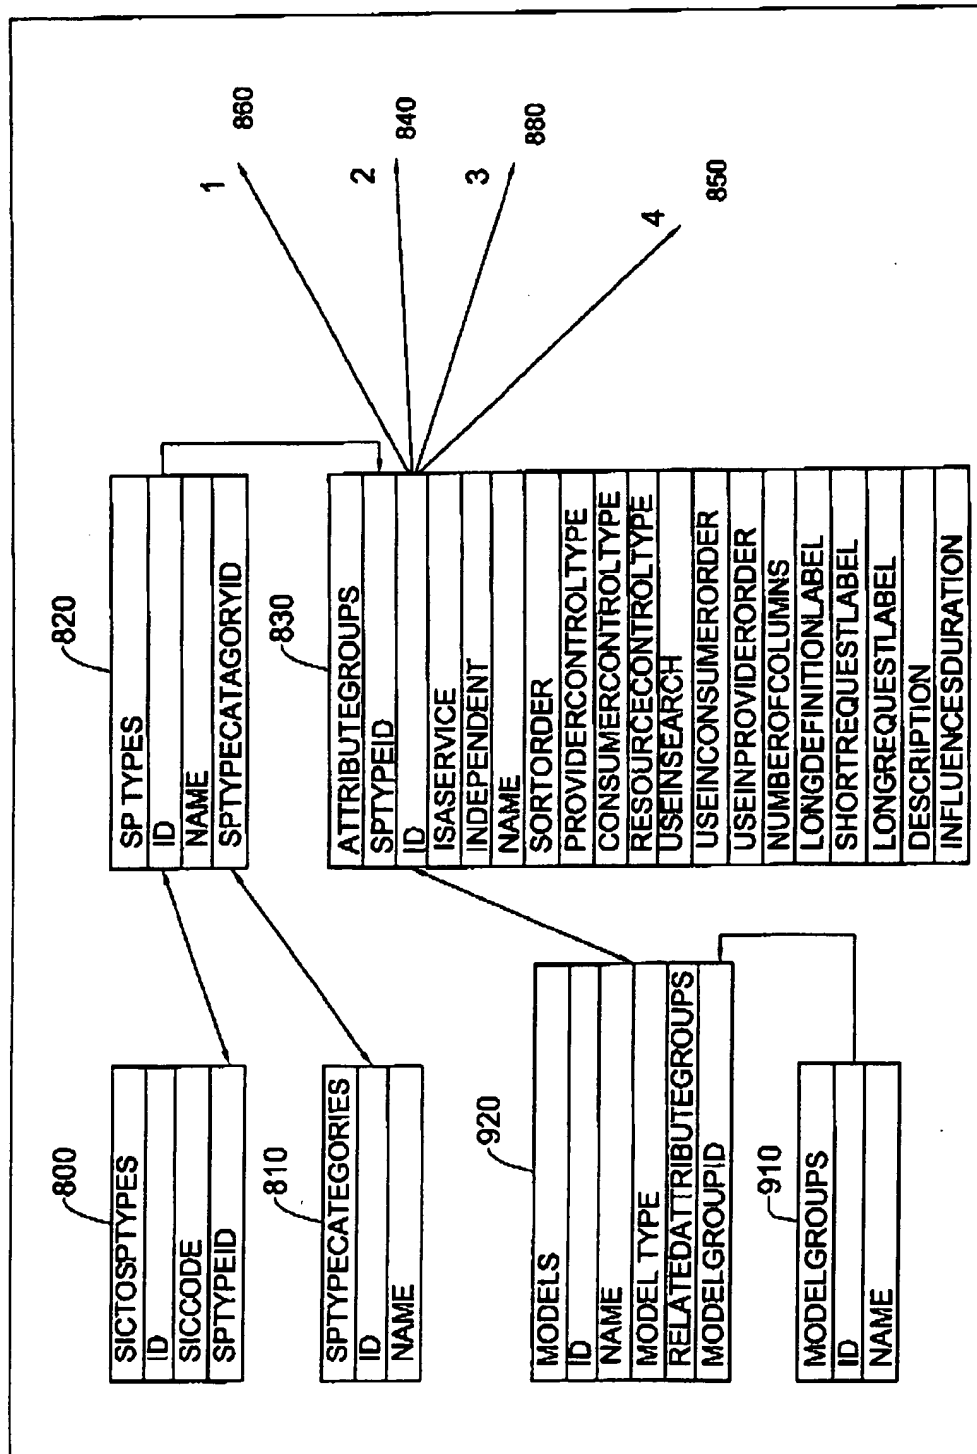 800
SICTOSPTYPES
ID
SICCODE
SPTYPEID
810
SPTYPECATEGORIES
ID
NAME
920
MODELS
ID
NAME
MODEL TYPE
RELATEDATTRIBUTEGROUPS
MODELGROUPID
910
MODELGROUPS
ID
NAME
820
SP TYPES
ID
NAME
SPTYPECATAGORYID
830
ATTRIBUTEGROUPS
SPTYPEID
ID
ISASERVICE
INDEPENDENT
NAME
SORTORDER
PROVIDERCONTROLTYPE
CONSUMERCONTROLTYPE
RESOURCECONTROLTYPE
USEINSEARCH
USEINCONSUMERORDER
USEINPROVIDERORDER
NUMBEROFCOLUMNS
LONGDEFINITIONLABEL
SHORTREQUESTLABEL
LONGREQUESTLABEL
DESCRIPTION
INFLUENCESDURATION
1
860
2
840
3
880
4
850